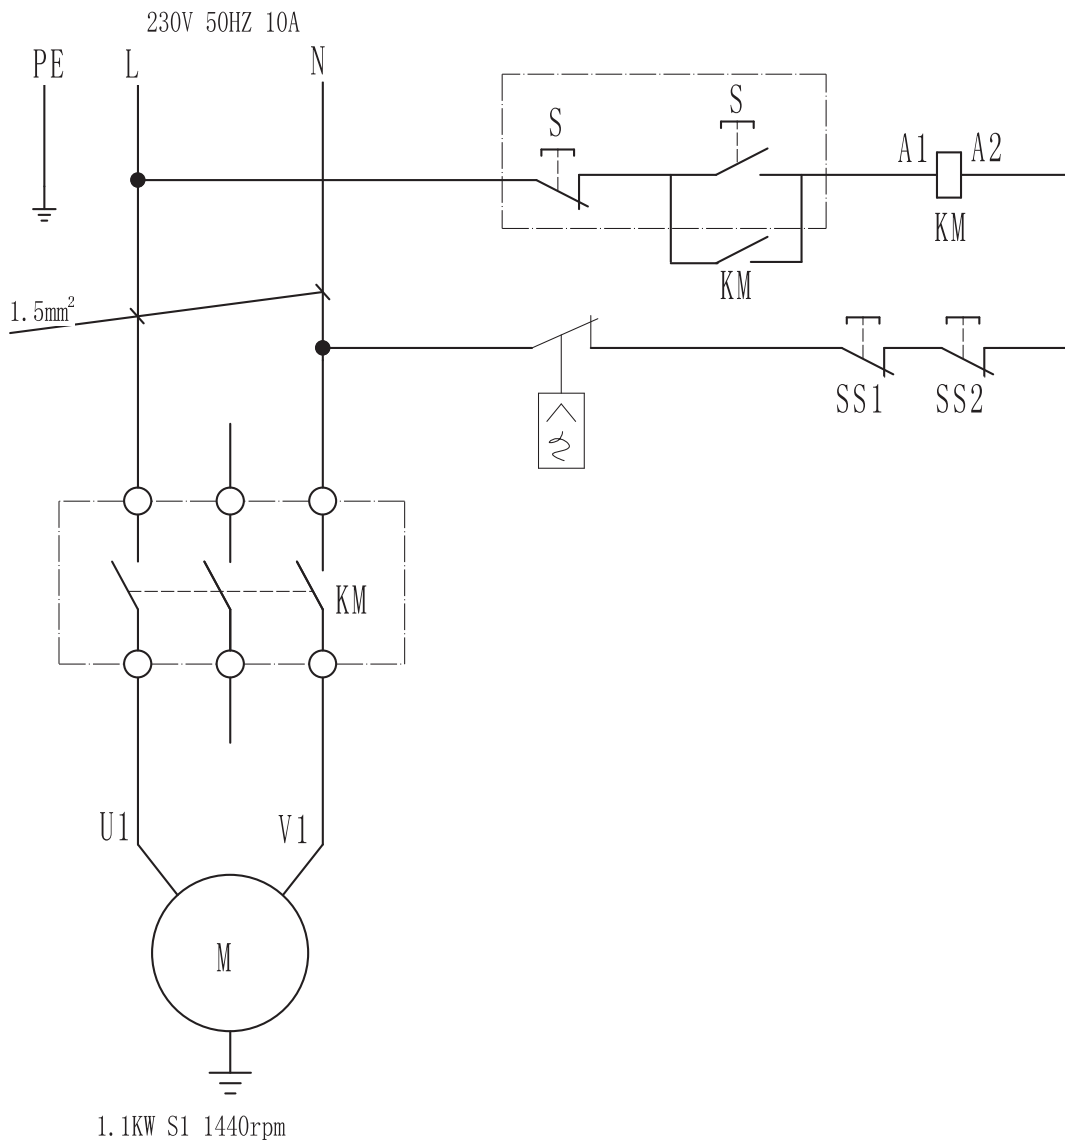 230V 50HZ 10A
PE
L
N
S
S
A1
A2
KM
KM
1.5mm²
SS1
SS2
KM
U1
V1
M
1.1KW S1 1440rpm